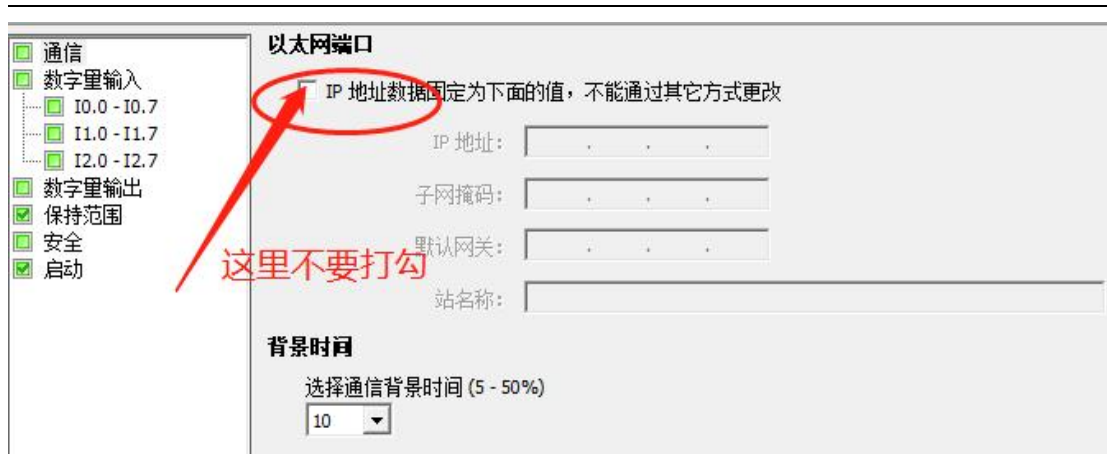 通信
数字量输入
I0.0 - I0.7
I1.0 - I1.7
I2.0 - I2.7
数字量输出
保持范围
安全
启动
以太网端口
IP 地址数据固定为下面的值，不能通过其它方式更改
IP 地址：
子网掩码：
默认网关：
站名称：
这里不要打勾
背景时间
选择通信背景时间 (5 - 50%)
10